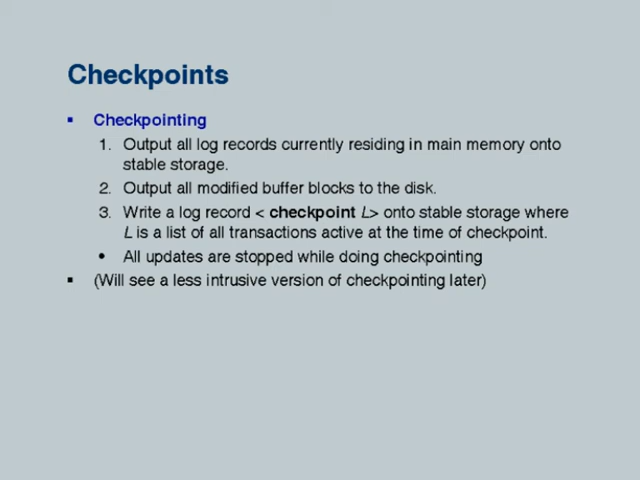 Checkpoints
▪ Checkpointing
1. Output all log records currently residing in main memory onto
stable storage.
2. Output all modified buffer blocks to the disk.
3. Write a log record < checkpoint L> onto stable storage where
L is a list of all transactions active at the time of checkpoint.
• All updates are stopped while doing checkpointing
▪ (Will see a less intrusive version of checkpointing later)